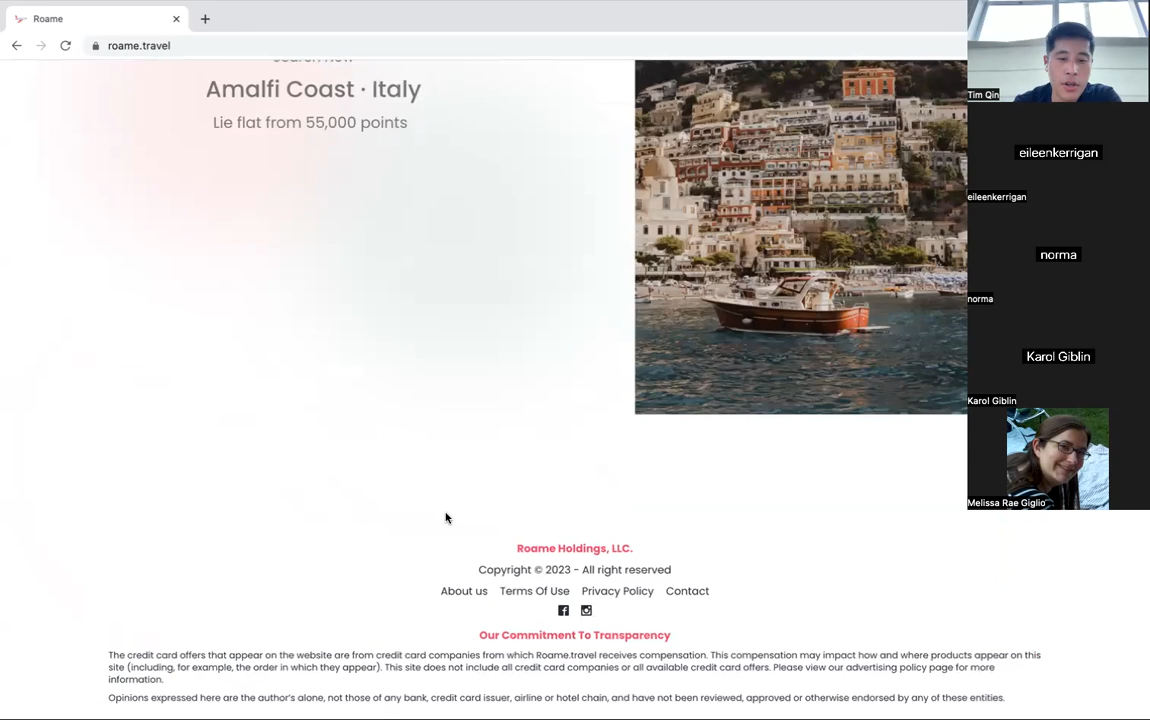 Roame
roame.travel
Search Now
Amalfi Coast · Italy
Lie flat from 55,000 points
Tim Qin
eileenkerrigan
eileenkerrigan
norma
norma
Karol Giblin
Karol Giblin
Melissa Rae Giglio
Roame Holdings, LLC.
Copyright © 2023 - All right reserved
About us Terms Of Use Privacy Policy Contact
Our Commitment To Transparency
The credit card offers that appear on the website are from credit card companies from which Roame.travel receives compensation. This compensation may impact how and where products appear on this
site (including, for example, the order in which they appear). This site does not include all credit card companies or all available credit card offers. Please view our advertising policy page for more
information.
Opinions expressed here are the author's alone, not those of any bank, credit card issuer, airline or hotel chain, and have not been reviewed, approved or otherwise endorsed by any of these entities.